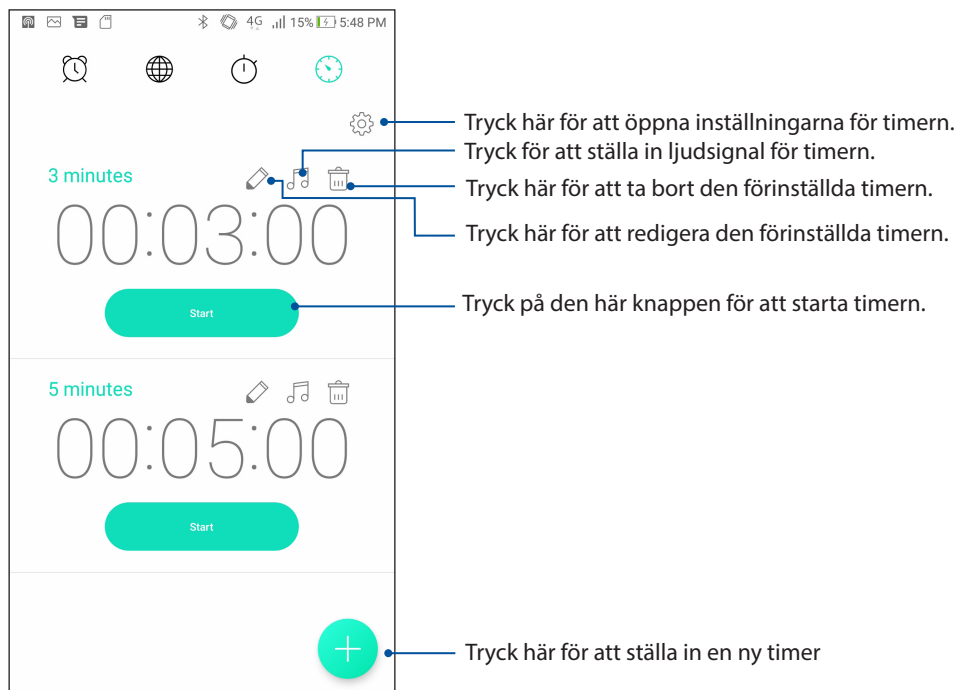 4G 15% 5:48 PM
Tryck här för att öppna inställningarna för timern.
Tryck för att ställa in ljudsignal för timern.
3 minutes
Tryck här för att ta bort den förinställda timern.
00:03:00
Tryck här för att redigera den förinställda timern.
Start
Tryck på den här knappen för att starta timern.
5 minutes
00:05:00
Start
Tryck här för att ställa in en ny timer